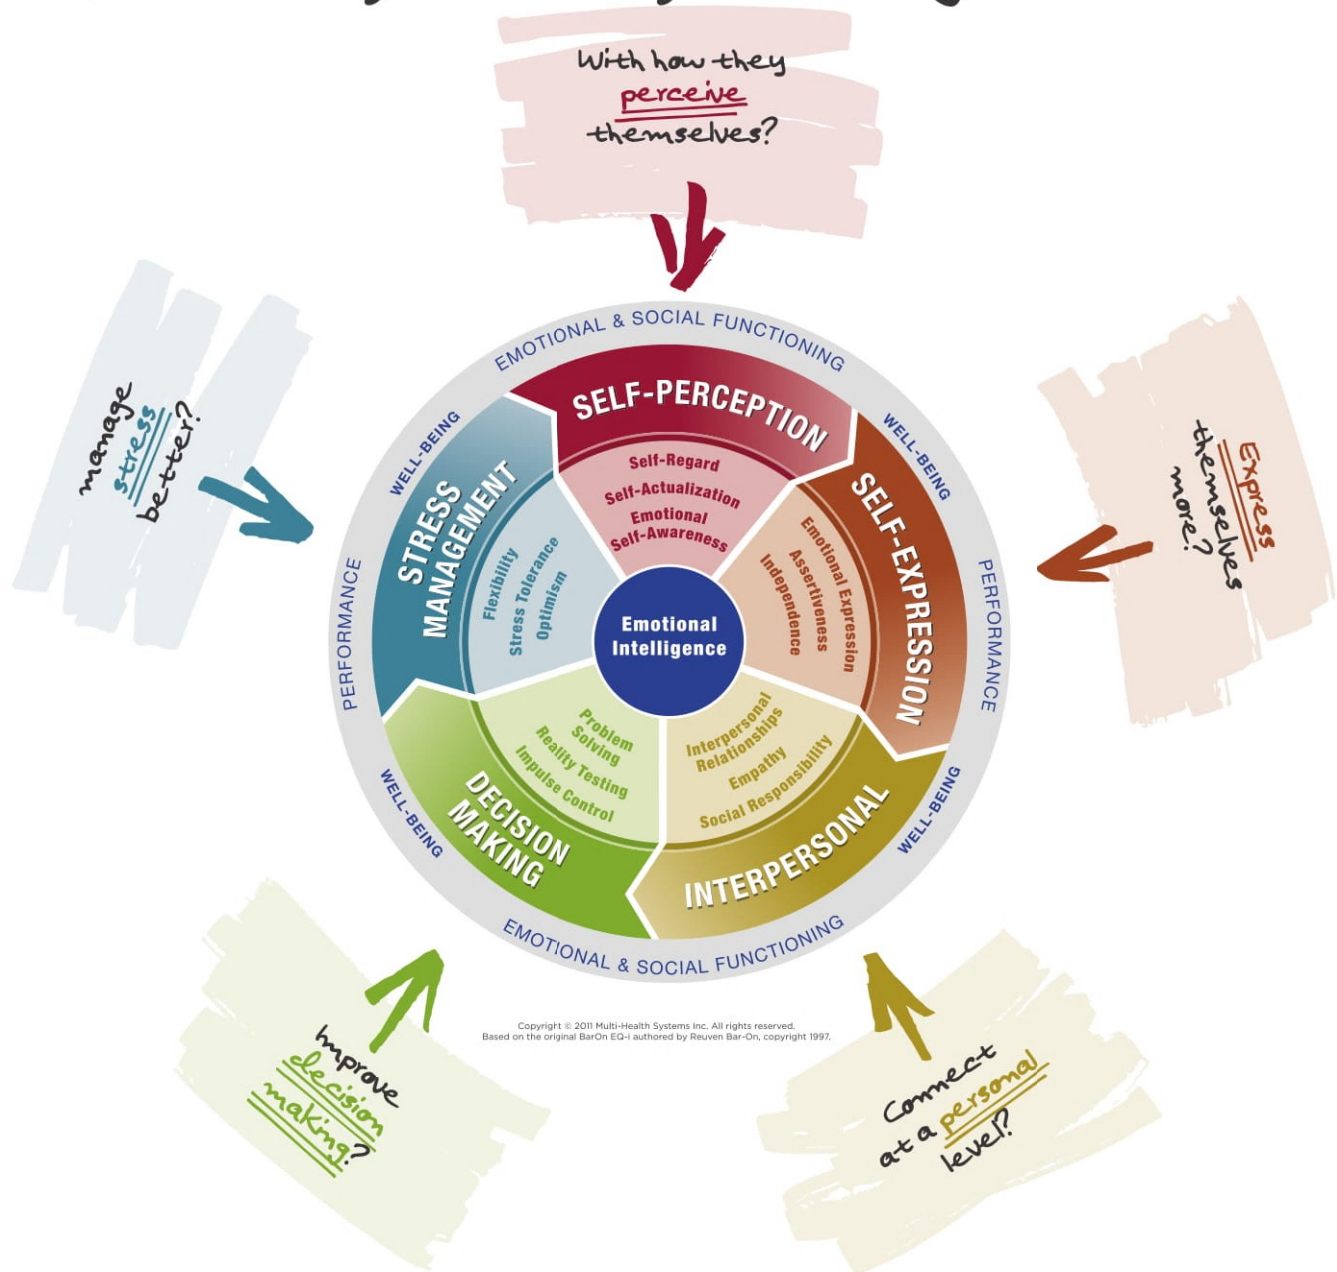 With how they
perceive
themselves?
EMOTIONAL & SOCIAL FUNCTIONING
WELL-BEING
PERFORMANCE
WELL-BEING
EMOTIONAL & SOCIAL FUNCTIONING
WELL-BEING
PERFORMANCE
WELL-BEING
SELF-PERCEPTION
Self-Regard
Self-Actualization
Emotional
Self-Awareness
Express
themselves
more?
SELF-EXPRESSION
Emotional Expression
Assertiveness
Independence
INTERPERSONAL
Interpersonal
Relationships
Empathy
Social Responsibility
Connect
at a personal
level?
DECISION
MAKING
Problem
Solving
Reality Testing
Impulse Control
Improve
decision
making?
STRESS
MANAGEMENT
Flexibility
Stress Tolerance
Optimism
manage
stress
better?
Emotional
Intelligence
Copyright © 2011 Multi-Health Systems Inc. All rights reserved.
Based on the original BarOn EQ-i authored by Reuven Bar-On, copyright 1997.